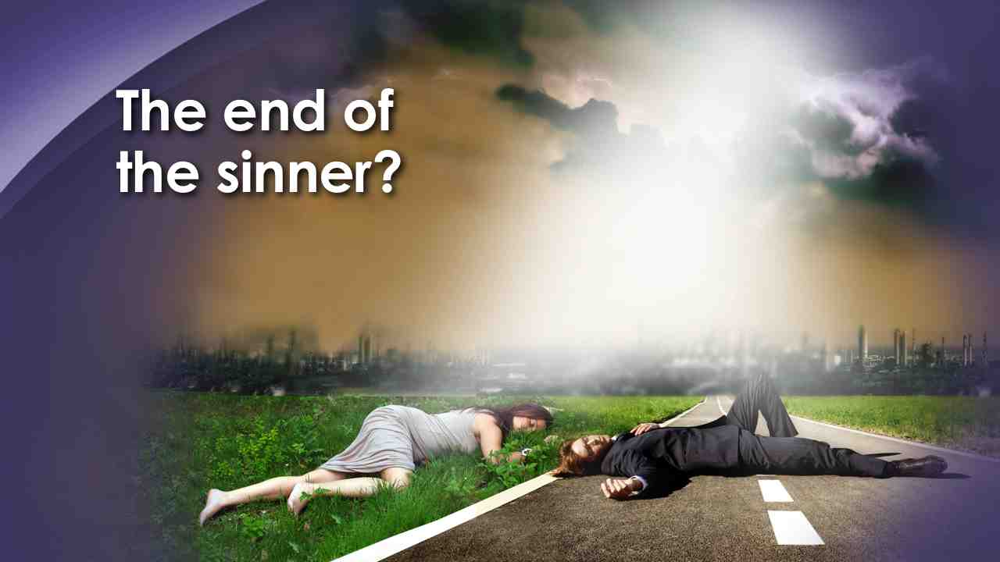 The end of
the sinner?